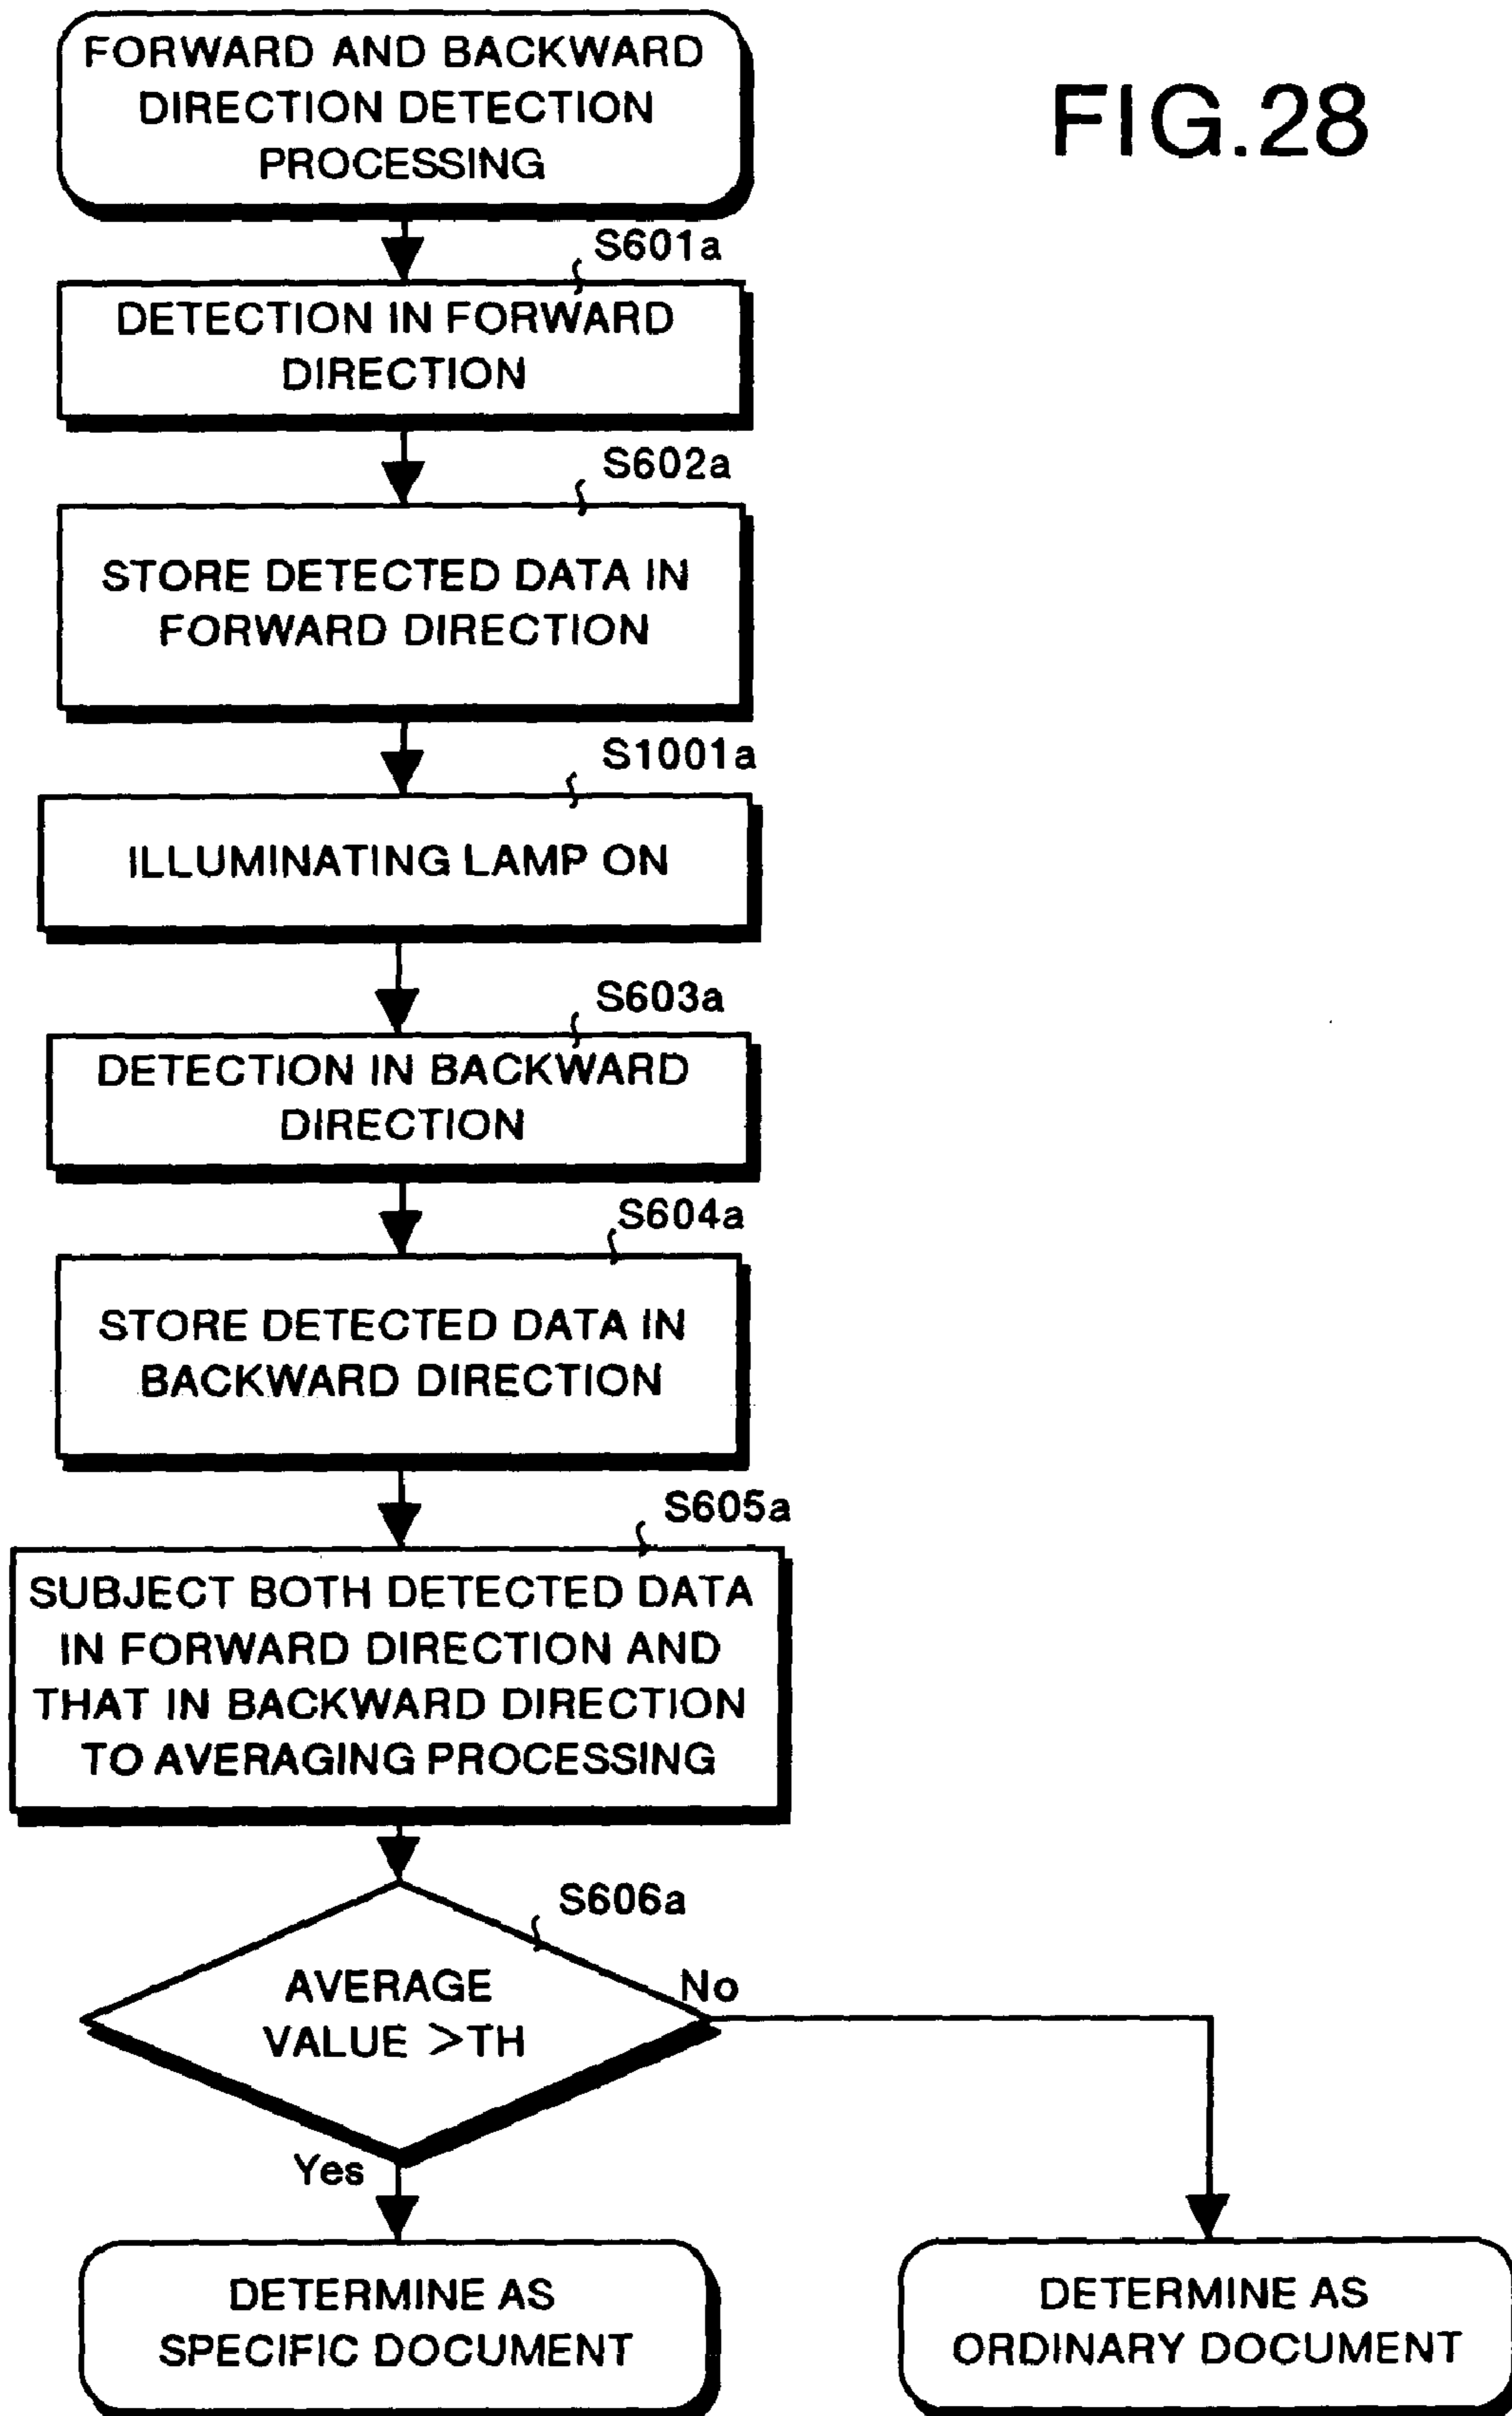 FORWARD AND BACKWARD
DIRECTION DETECTION
PROCESSING
FIG.28
S601a
DETECTION IN FORWARD
DIRECTION
S602a
STORE DETECTED DATA IN
FORWARD DIRECTION
S1001a
ILLUMINATING LAMP ON
S603a
DETECTION IN BACKWARD
DIRECTION
S604a
STORE DETECTED DATA IN
BACKWARD DIRECTION
S605a
SUBJECT BOTH DETECTED DATA
IN FORWARD DIRECTION AND
THAT IN BACKWARD DIRECTION
TO AVERAGING PROCESSING
S606a
AVERAGE
VALUE >TH
No
Yes
DETERMINE AS
SPECIFIC DOCUMENT
DETERMINE AS
ORDINARY DOCUMENT